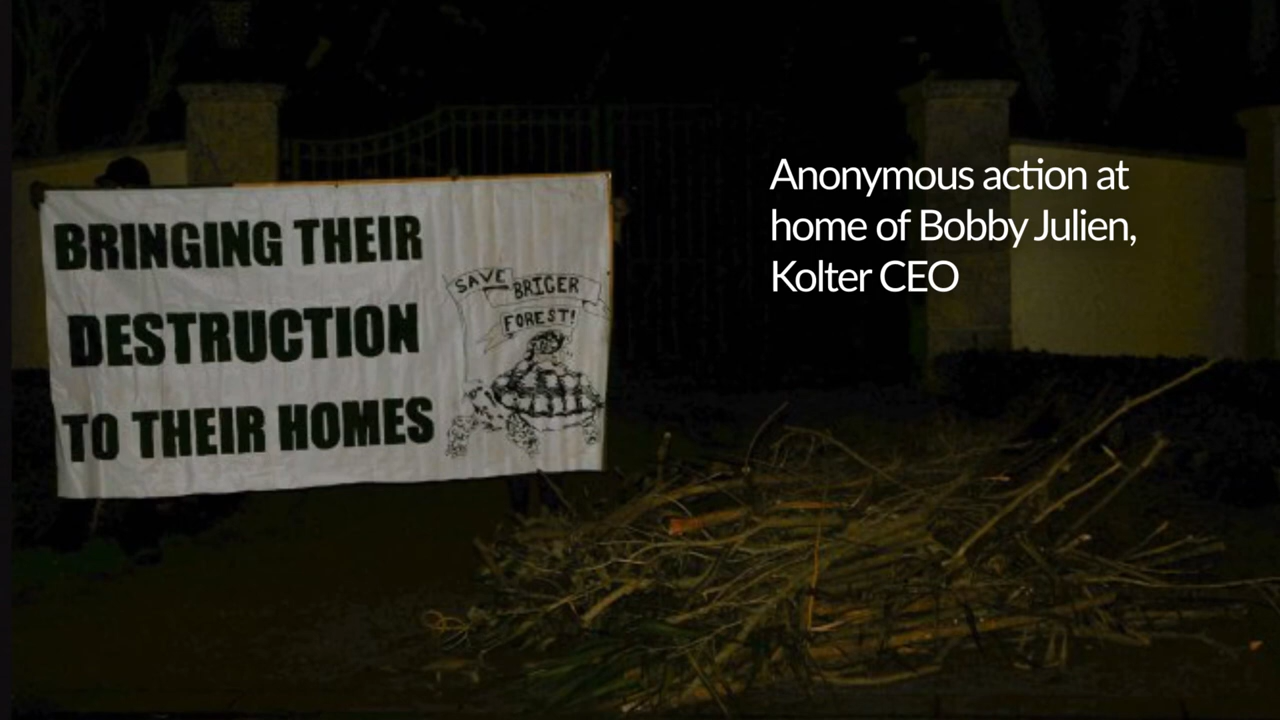 BRINGING THEIR
DESTRUCTION
TO THEIR HOMES
SAVE
BRIGER
FOREST!
Anonymous action at
home of Bobby Julien,
Kolter CEO